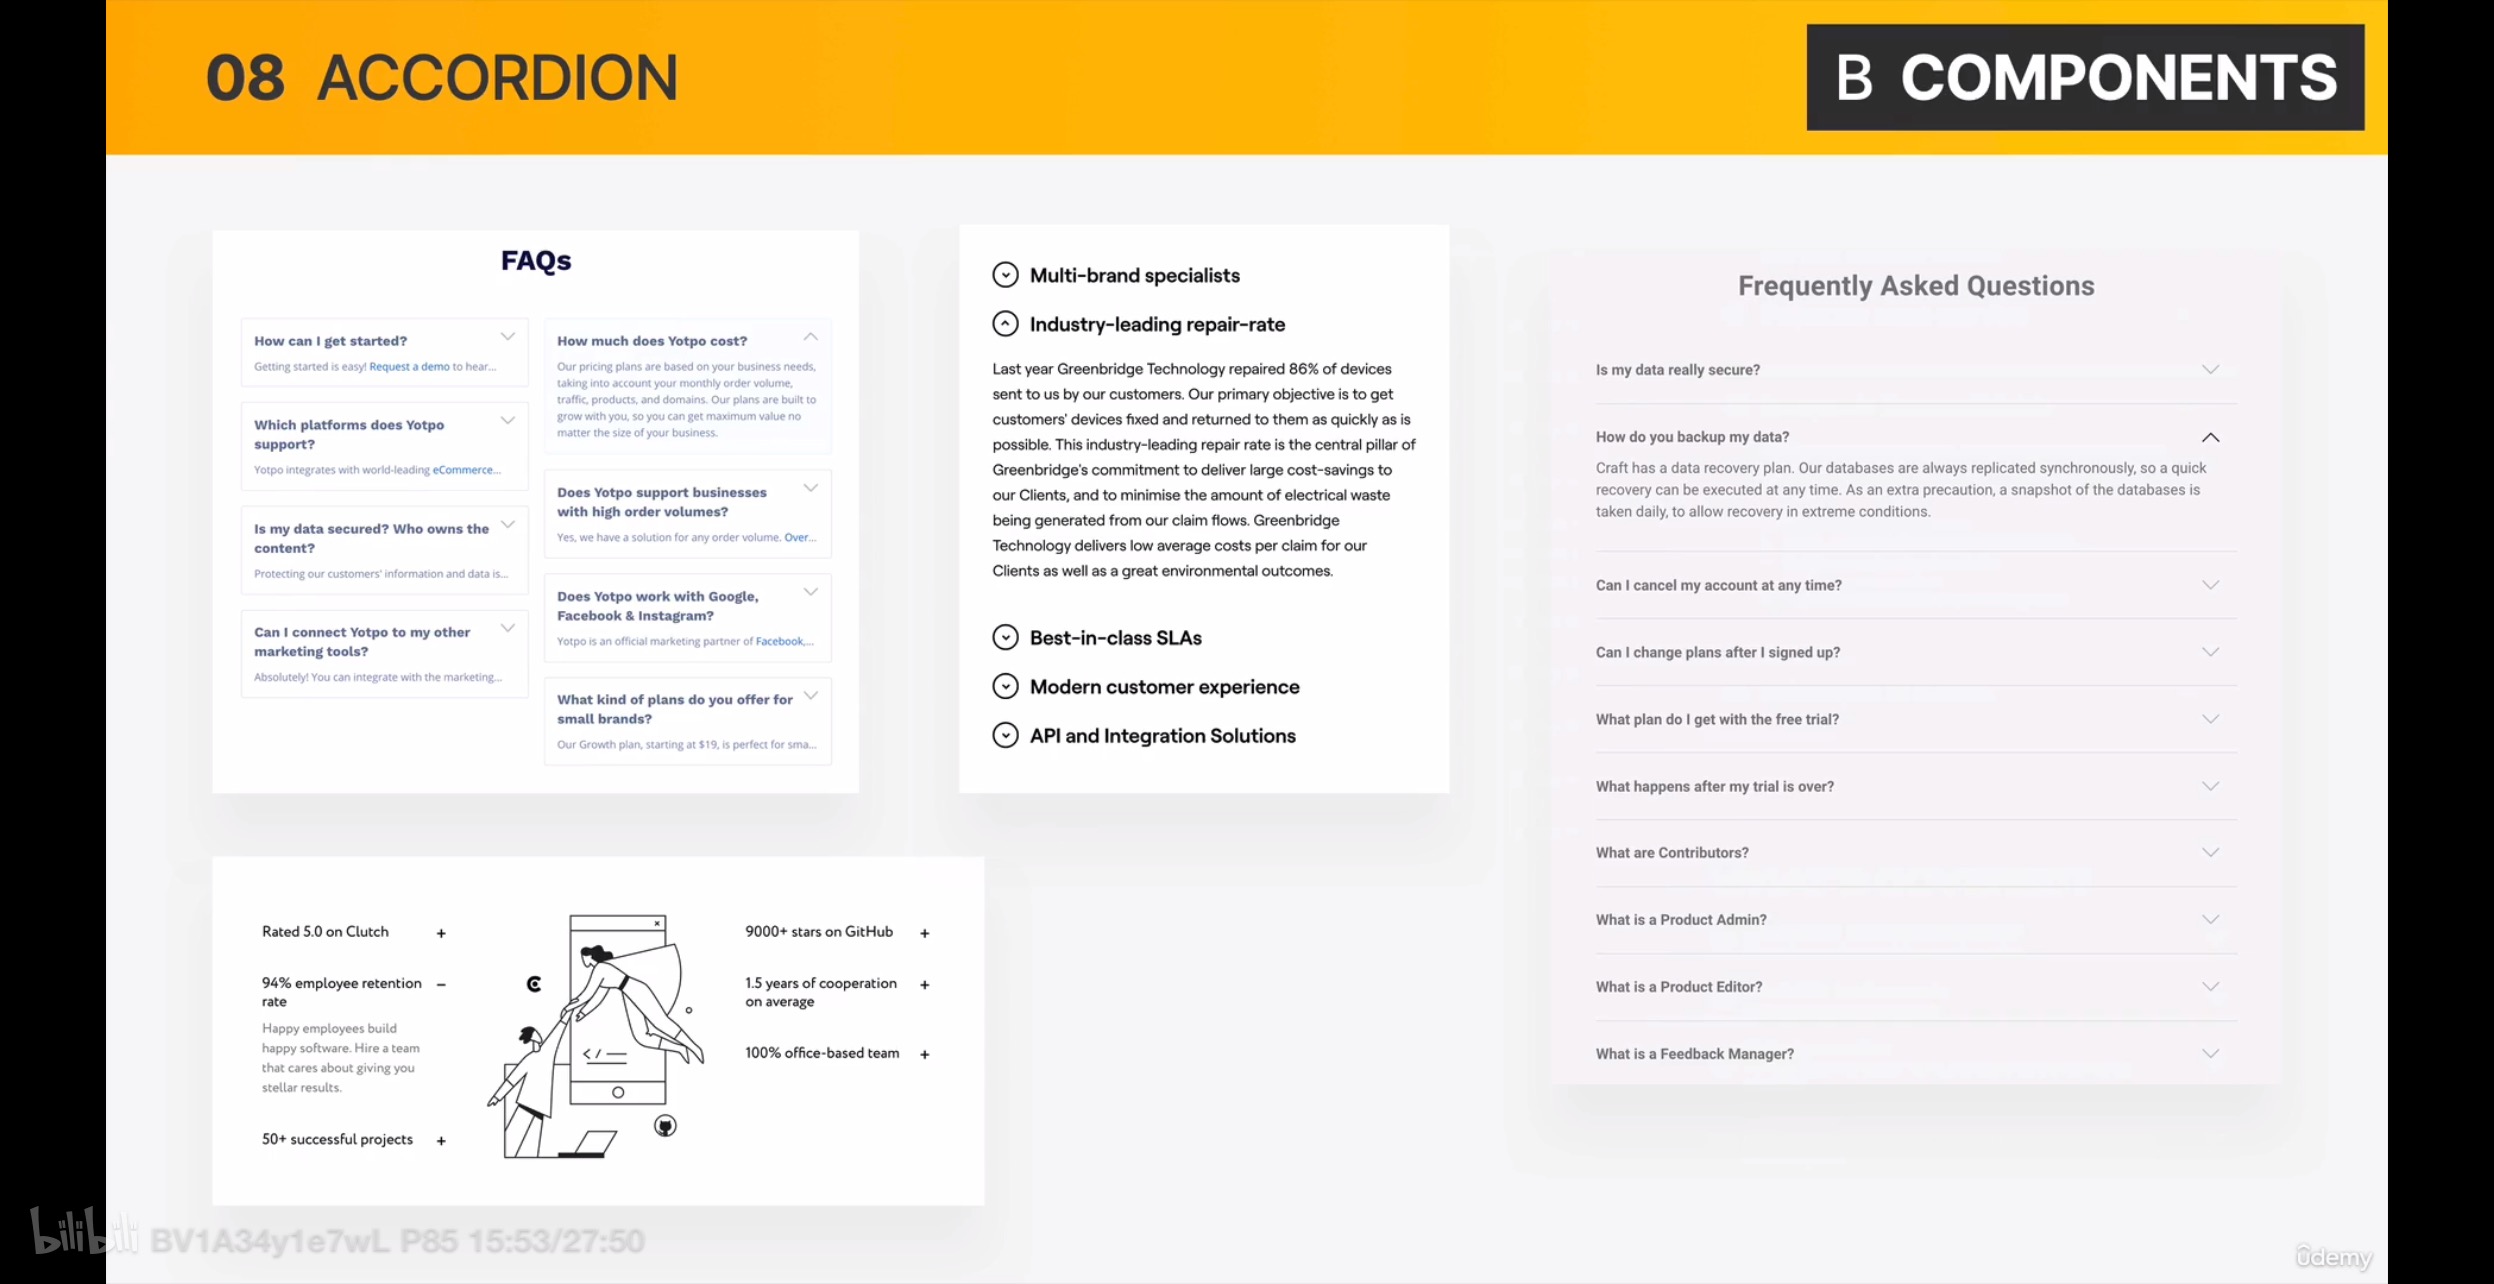 08 ACCORDION
B COMPONENTS
FAQs
How can I get started?
Getting started is easy! Request a demo to hear...
Which platforms does Yotpo
support?
Yotpo integrates with world-leading eCommerce...
Is my data secured? Who owns the
content?
Protecting our customers' information and data is...
Can I connect Yotpo to my other
marketing tools?
Absolutely! You can integrate with the marketing...
How much does Yotpo cost?
Our pricing plans are based on your business needs,
taking into account your monthly order volume,
traffic, products, and domains. Our plans are built to
grow with you, so you can get maximum value no
matter the size of your business.
Does Yotpo support businesses
with high order volumes?
Yes, we have a solution for any order volume. Over...
Does Yotpo work with Google,
Facebook & Instagram?
Yotpo is an official marketing partner of Facebook,...
What kind of plans do you offer for
small brands?
Our Growth plan, starting at $19, is perfect for sma...
Multi-brand specialists
Industry-leading repair-rate
Last year Greenbridge Technology repaired 86% of devices
sent to us by our customers. Our primary objective is to get
customers' devices fixed and returned to them as quickly as is
possible. This industry-leading repair rate is the central pillar of
Greenbridge's commitment to deliver large cost-savings to
our Clients, and to minimise the amount of electrical waste
being generated from our claim flows. Greenbridge
Technology delivers low average costs per claim for our
Clients as well as a great environmental outcomes.
Best-in-class SLAs
Modern customer experience
API and Integration Solutions
Frequently Asked Questions
Is my data really secure?
How do you backup my data?
Craft has a data recovery plan. Our databases are always replicated synchronously, so a quick
recovery can be executed at any time. As an extra precaution, a snapshot of the databases is
taken daily, to allow recovery in extreme conditions.
Can I cancel my account at any time?
Can I change plans after I signed up?
What plan do I get with the free trial?
What happens after my trial is over?
What are Contributors?
What is a Product Admin?
What is a Product Editor?
What is a Feedback Manager?
Rated 5.0 on Clutch +
94% employee retention −
rate
Happy employees build
happy software. Hire a team
that cares about giving you
stellar results.
50+ successful projects +
</>
9000+ stars on GitHub +
1.5 years of cooperation +
on average
100% office-based team +
bilibili BV1A34y1e7wL P85 15:53/27:50
ûdemy